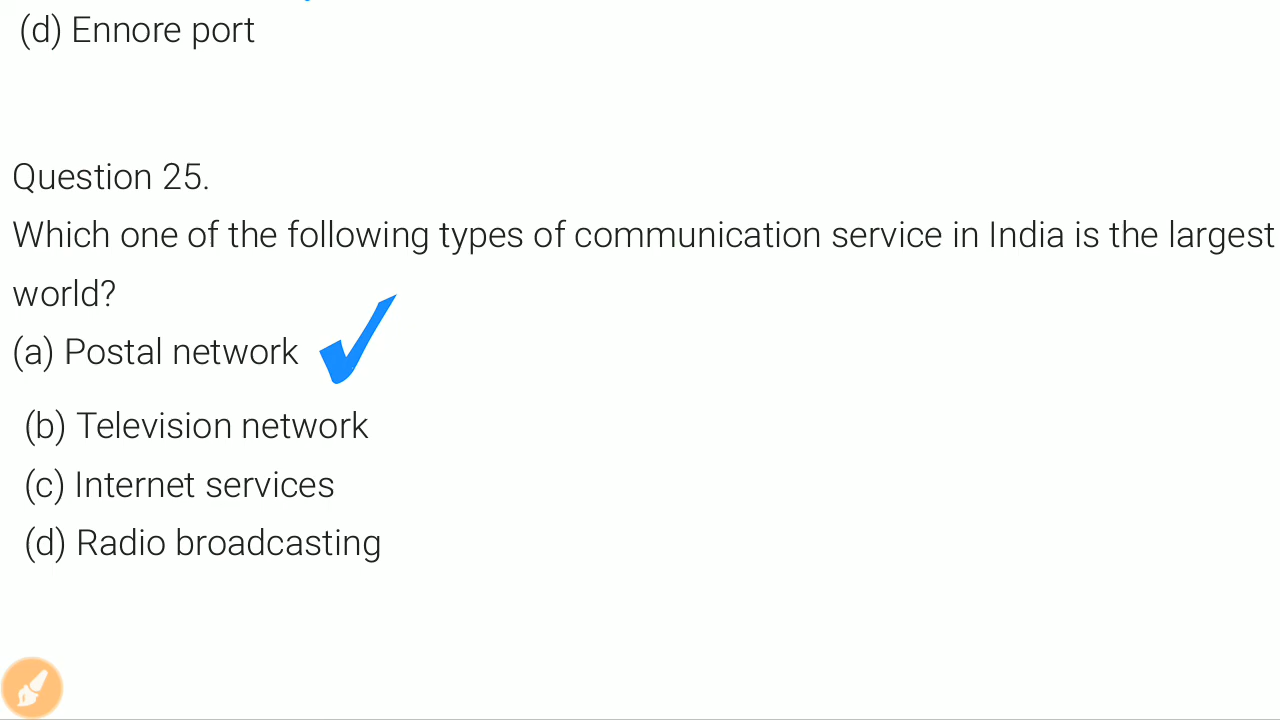 (d) Ennore port
Question 25.
Which one of the following types of communication service in India is the largest
world?
(a) Postal network
(b) Television network
(c) Internet services
(d) Radio broadcasting